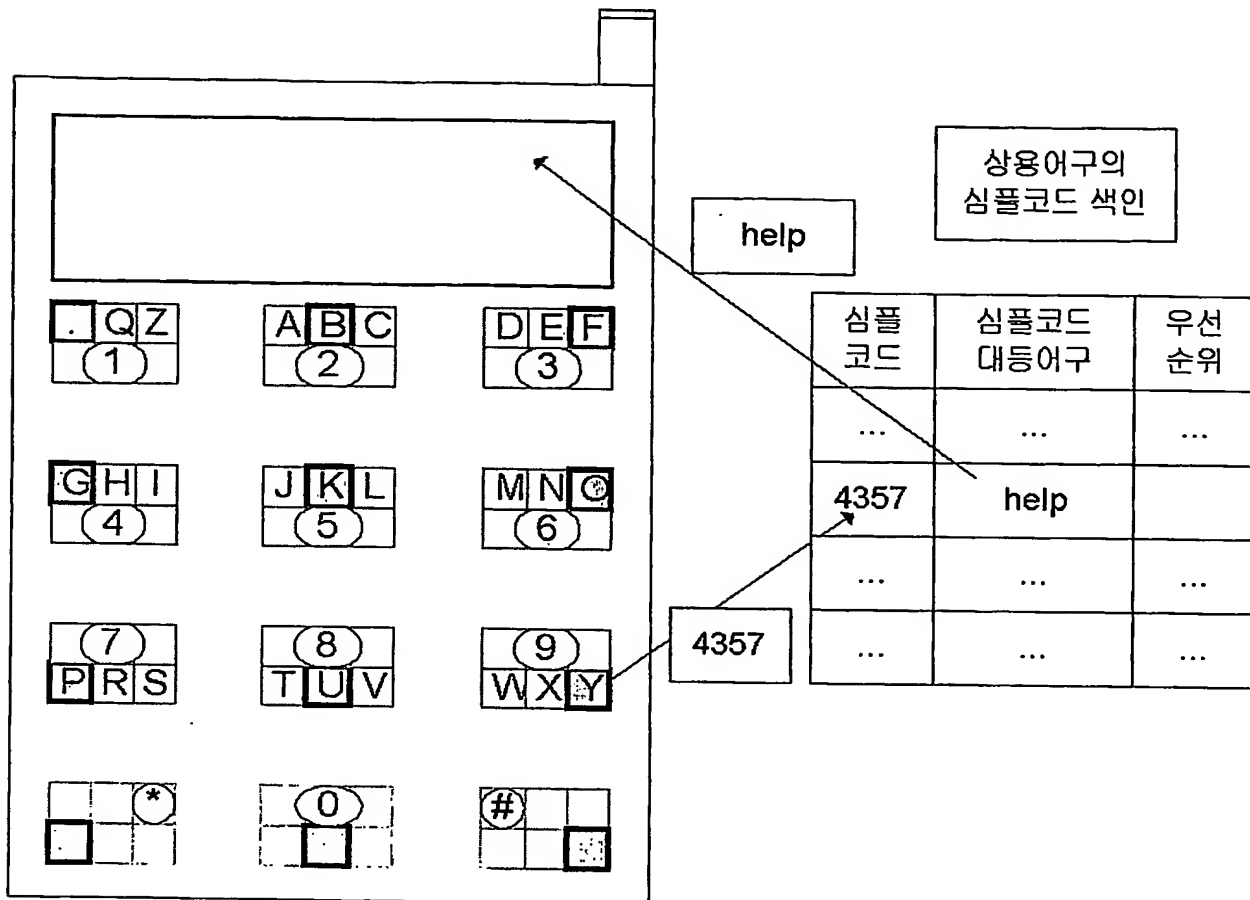 상용어구의
심플코드 색인
help
. Q Z
1
A B C
2
D E F
3
심플
코드
심플코드
대등어구
우선
순위
... ... ...
G H I
4
J K L
5
M N O
6
4357 help
... ... ...
7
P R S
8
T U V
9
W X Y
4357
... ... ...
*
0
#